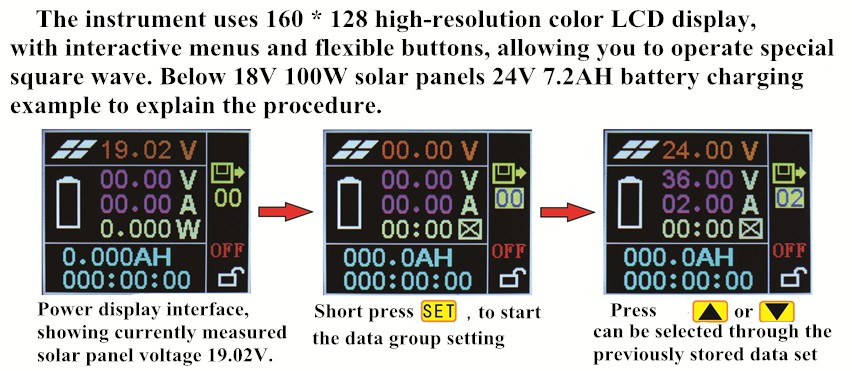 The instrument uses 160 * 128 high-resolution color LCD display,
with interactive menus and flexible buttons, allowing you to operate special
square wave. Below 18V 100W solar panels 24V 7.2AH battery charging
example to explain the procedure.
19.02 V
00.00 V
00.00 A
00
0.000 W
0.000AH
OFF
000:00:00
Power display interface,
showing currently measured
solar panel voltage 19.02V.
00.00 V
00.00 V
00.00 A
00
00:00
000.0AH
OFF
000:00:00
Short press SET , to start
the data group setting
24.00 V
36.00 V
02.00 A
02
00:00
000.0AH
OFF
000:00:00
Press ▲ or ▼
can be selected through the
previously stored data set